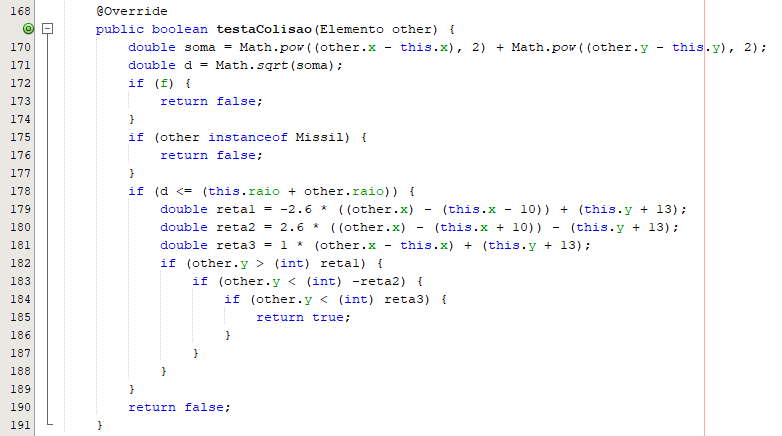 168 @Override
public boolean testaColisao(Elemento other) {
170 double soma = Math.pow((other.x - this.x), 2) + Math.pow((other.y - this.y), 2);
171 double d = Math.sqrt(soma);
172 if (f) {
173 return false;
174 }
175 if (other instanceof Missil) {
176 return false;
177 }
178 if (d <= (this.raio + other.raio)) {
179 double reta1 = -2.6 * ((other.x) - (this.x - 10)) + (this.y + 13);
180 double reta2 = 2.6 * ((other.x) - (this.x + 10)) - (this.y + 13);
181 double reta3 = 1 * (other.x - this.x) + (this.y + 13);
182 if (other.y > (int) reta1) {
183 if (other.y < (int) -reta2) {
184 if (other.y < (int) reta3) {
185 return true;
186 }
187 }
188 }
189 }
190 return false;
191 }